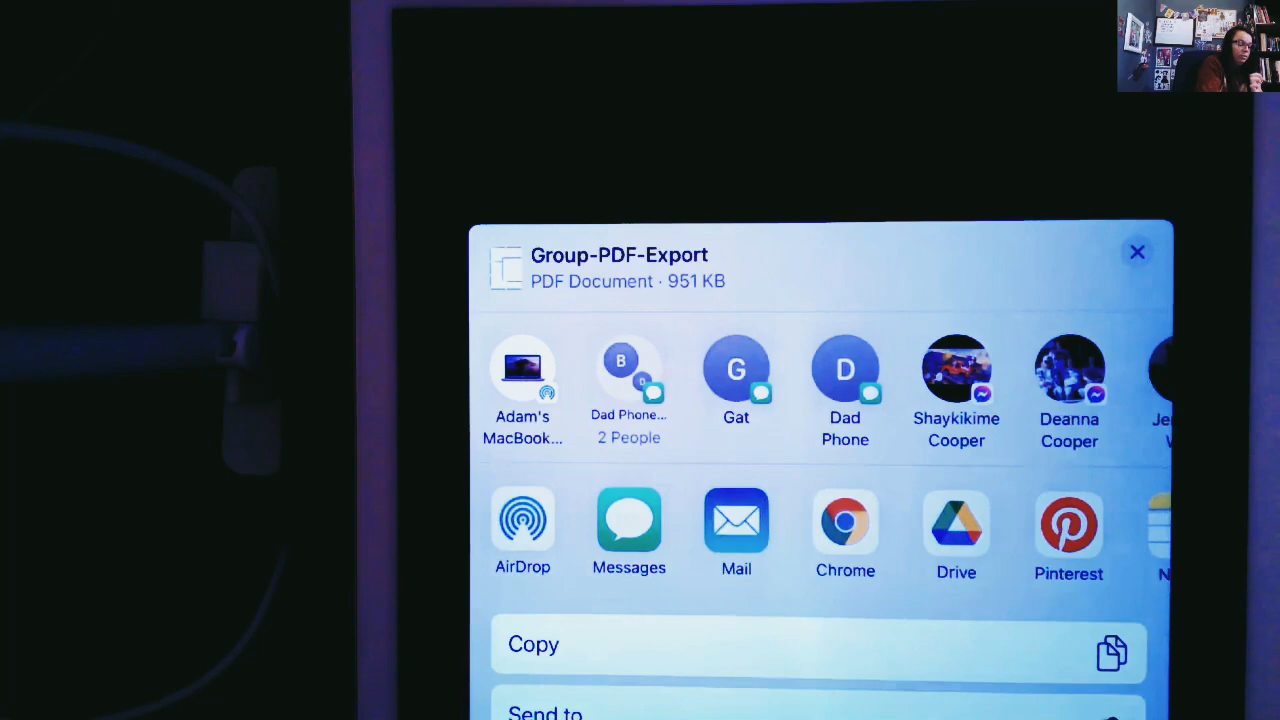 Group-PDF-Export
PDF Document · 951 KB
B
G
D
Adam's
MacBook...
Dad Phone...
2 People
Gat
Dad
Phone
Shaykikime
Cooper
Deanna
Cooper
AirDrop
Messages
Mail
Chrome
Drive
Pinterest
Copy
Send to